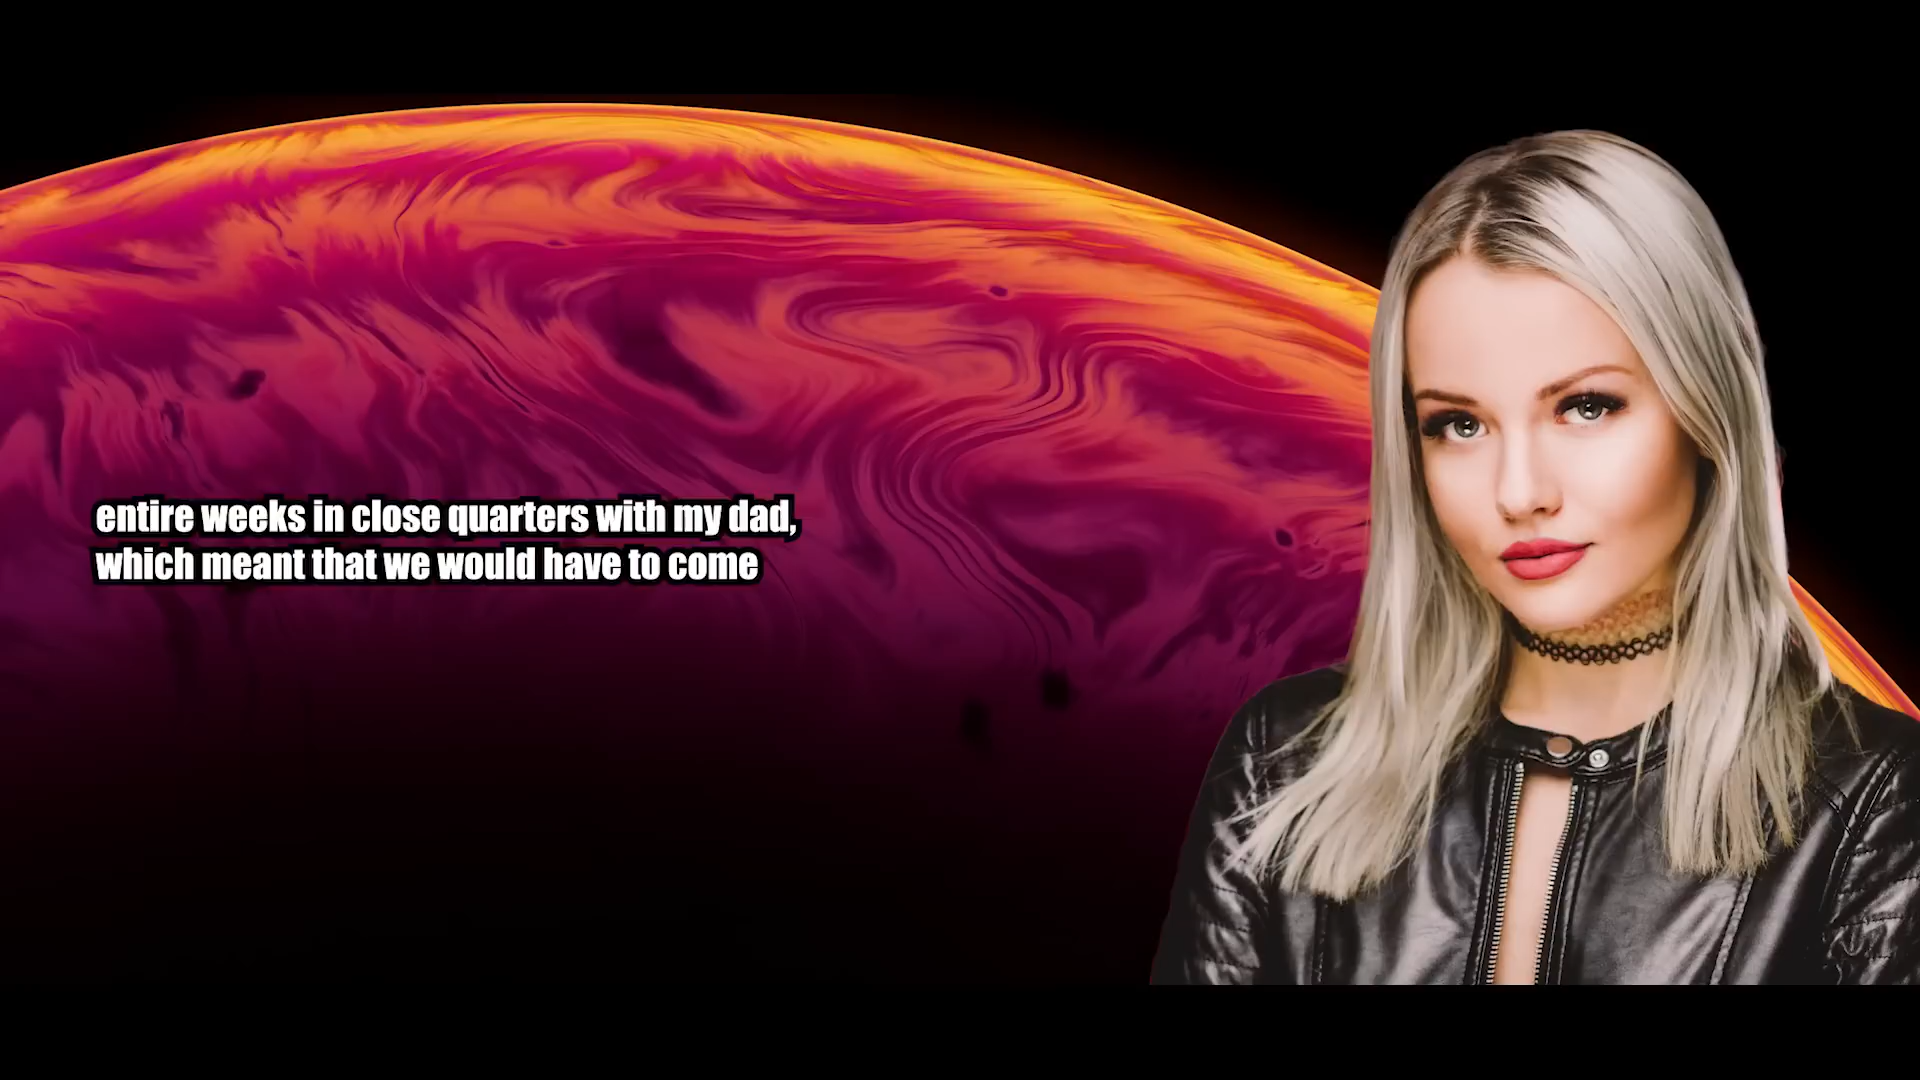 entire weeks in close quarters with my dad,
which meant that we would have to come